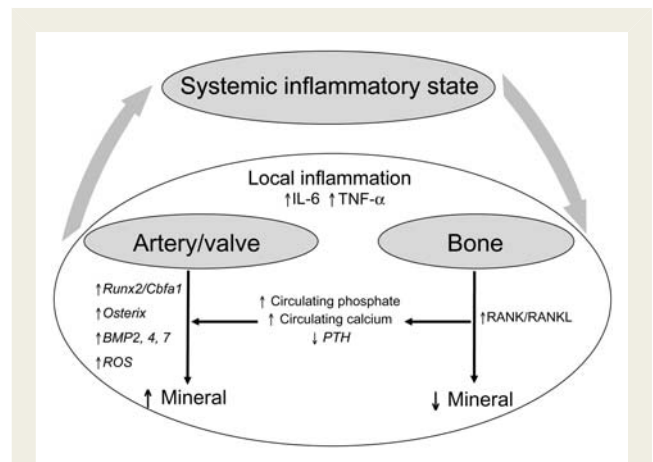 Systemic inflammatory state
Local inflammation
↑IL-6 ↑TNF-α
Artery/valve
Bone
↑Runx2/Cbfa1
↑Osterix
↑BMP2, 4, 7
↑ROS
↑ Circulating phosphate
↑ Circulating calcium
↓ PTH
↑RANK/RANKL
↑ Mineral
↓ Mineral